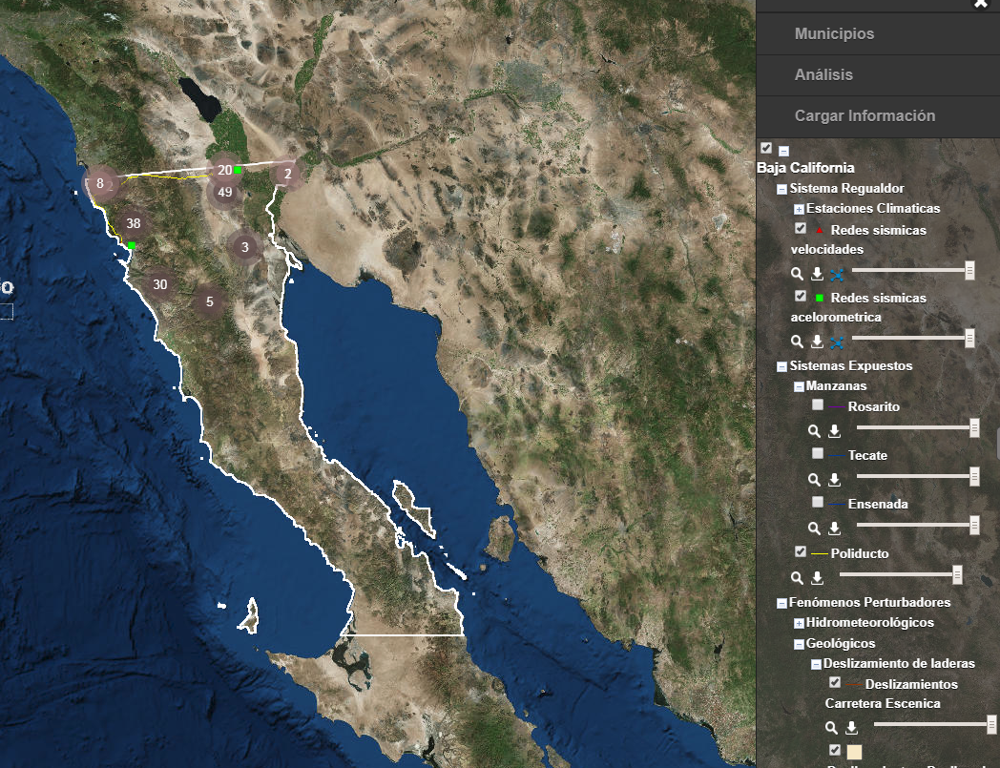 Municipios
Análisis
Cargar Información
Baja California
Sistema Regualdor
Estaciones Climaticas
Redes sismicas
velocidades
Redes sismicas
acelorometrica
Sistemas Expuestos
Manzanas
Rosarito
Tecate
Ensenada
Poliducto
Fenómenos Perturbadores
Hidrometeorológicos
Geológicos
Deslizamiento de laderas
Deslizamientos
Carretera Escenica
8
20
2
49
38
3
30
5